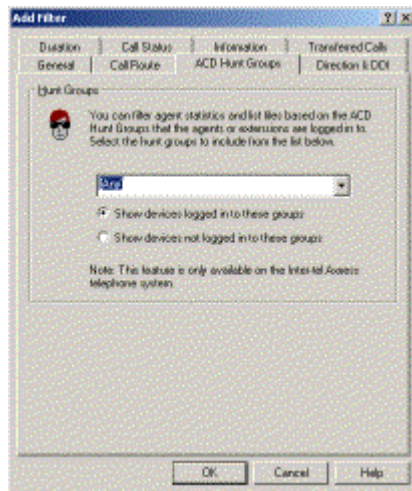 Add Filter
Duration Call Status Information Transferred Calls
General Call Route ACD Hunt Groups Direction & DDI
Hunt Groups
You can filter agent statistics and list tiles based on the ACD
Hunt Groups that the agents or extensions are logged in to.
Select the hunt groups to include from the list below.
Any
Show devices logged in to these groups
Show devices not logged in to these groups
Note: This feature is only available on the Inter-tel Axxess
telephone system.
OK Cancel Help